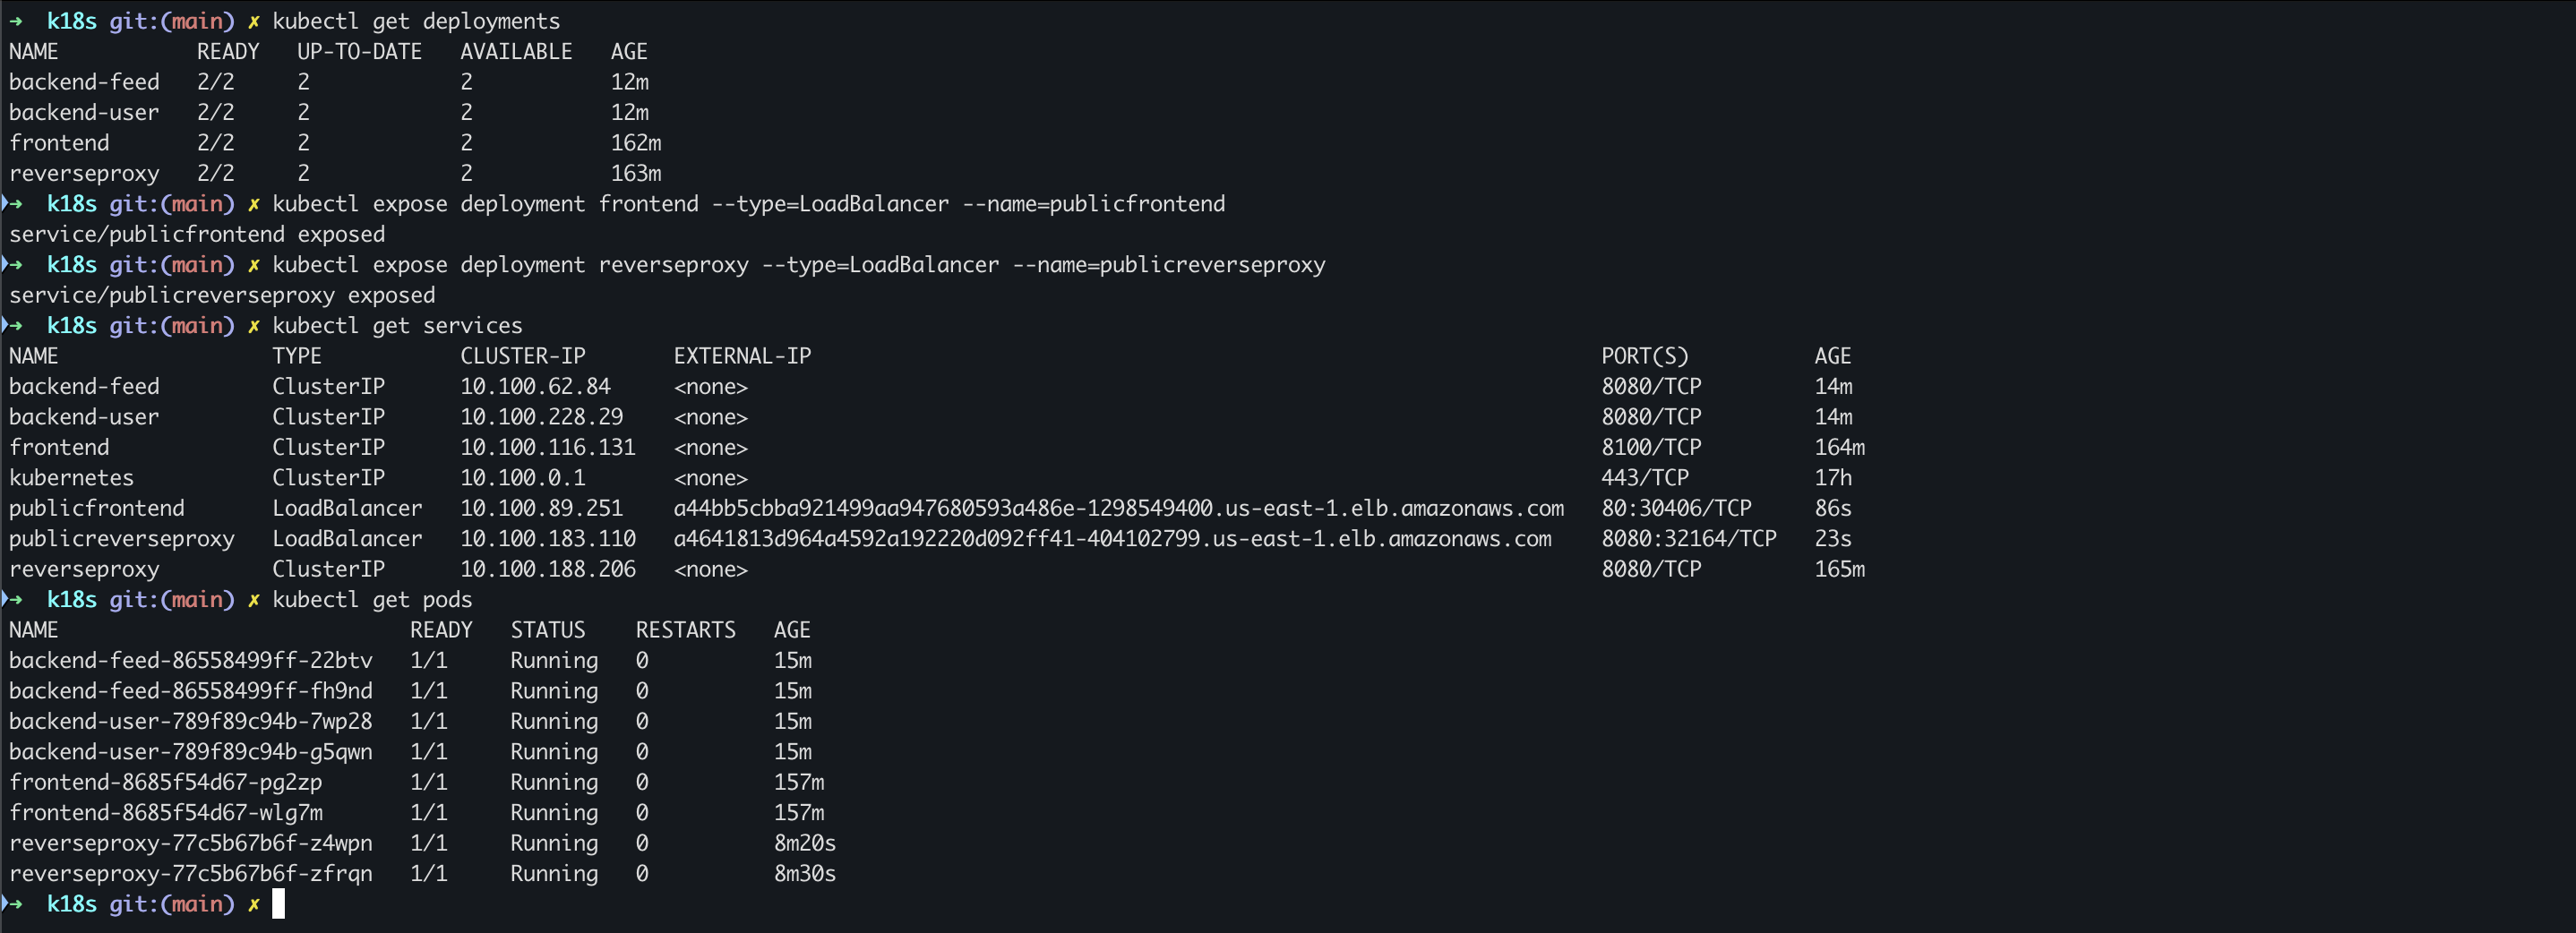 ➜  k18s git:(main) ✗ kubectl get deployments
NAME           READY   UP-TO-DATE   AVAILABLE   AGE
backend-feed   2/2     2            2           12m
backend-user   2/2     2            2           12m
frontend       2/2     2            2           162m
reverseproxy   2/2     2            2           163m
➜  k18s git:(main) ✗ kubectl expose deployment frontend --type=LoadBalancer --name=publicfrontend
service/publicfrontend exposed
➜  k18s git:(main) ✗ kubectl expose deployment reverseproxy --type=LoadBalancer --name=publicreverseproxy
service/publicreverseproxy exposed
➜  k18s git:(main) ✗ kubectl get services
NAME                 TYPE           CLUSTER-IP       EXTERNAL-IP                                                               PORT(S)          AGE
backend-feed         ClusterIP      10.100.62.84     <none>                                                                    8080/TCP         14m
backend-user         ClusterIP      10.100.228.29    <none>                                                                    8080/TCP         14m
frontend             ClusterIP      10.100.116.131   <none>                                                                    8100/TCP         164m
kubernetes           ClusterIP      10.100.0.1       <none>                                                                    443/TCP          17h
publicfrontend       LoadBalancer   10.100.89.251    a44bb5cbba921499aa947680593a486e-1298549400.us-east-1.elb.amazonaws.com   80:30406/TCP     86s
publicreverseproxy   LoadBalancer   10.100.183.110   a4641813d964a4592a192220d092ff41-404102799.us-east-1.elb.amazonaws.com    8080:32164/TCP   23s
reverseproxy         ClusterIP      10.100.188.206   <none>                                                                    8080/TCP         165m
➜  k18s git:(main) ✗ kubectl get pods
NAME                            READY   STATUS    RESTARTS   AGE
backend-feed-86558499ff-22btv   1/1     Running   0          15m
backend-feed-86558499ff-fh9nd   1/1     Running   0          15m
backend-user-789f89c94b-7wp28   1/1     Running   0          15m
backend-user-789f89c94b-g5qwn   1/1     Running   0          15m
frontend-8685f54d67-pg2zp       1/1     Running   0          157m
frontend-8685f54d67-wlg7m       1/1     Running   0          157m
reverseproxy-77c5b67b6f-z4wpn   1/1     Running   0          8m20s
reverseproxy-77c5b67b6f-zfrqn   1/1     Running   0          8m30s
➜  k18s git:(main) ✗